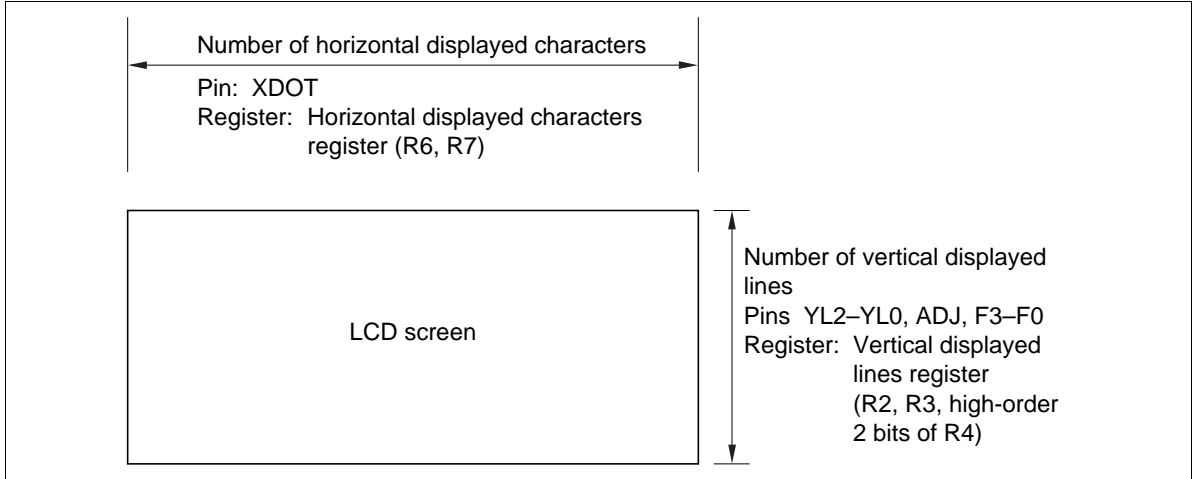 Number of horizontal displayed characters
Pin: XDOT
Register: Horizontal displayed characters
register (R6, R7)
LCD screen
Number of vertical displayed
lines
Pins YL2–YL0, ADJ, F3–F0
Register: Vertical displayed
lines register
(R2, R3, high-order
2 bits of R4)